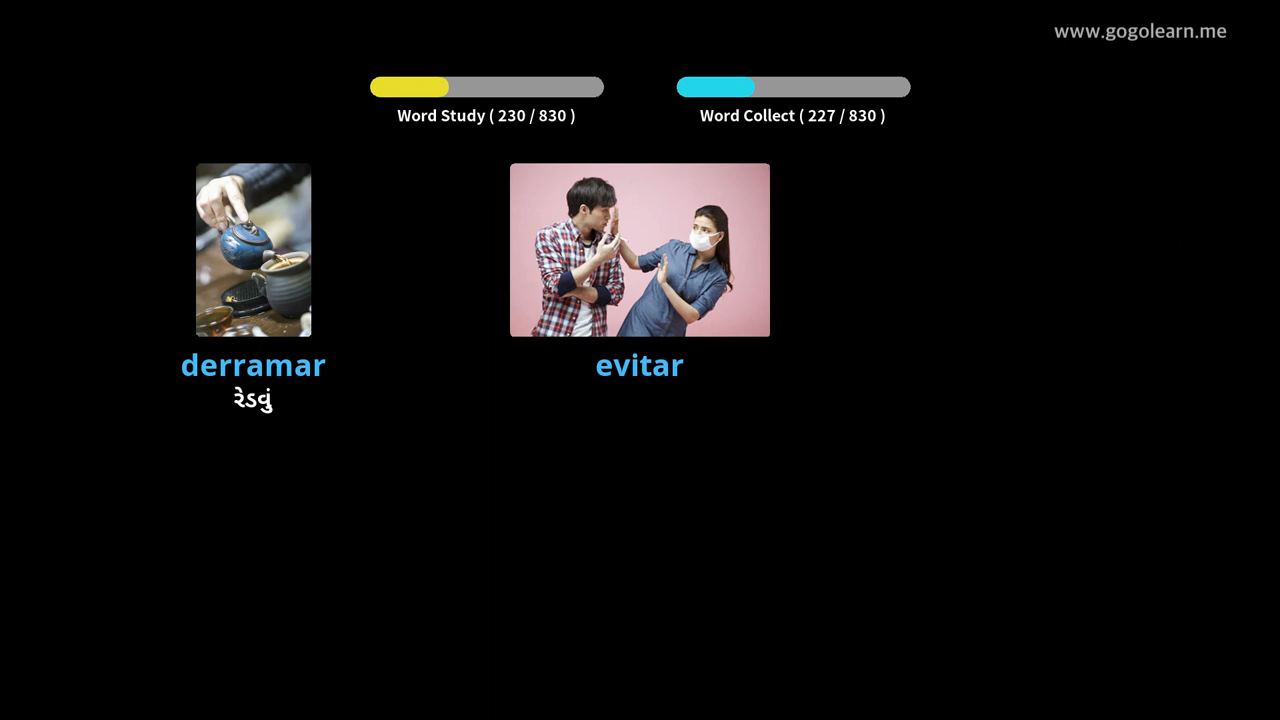 www.gogolearn.me
Word Study ( 230 / 830 )
Word Collect ( 227 / 830 )
derramar
રેડવું
evitar